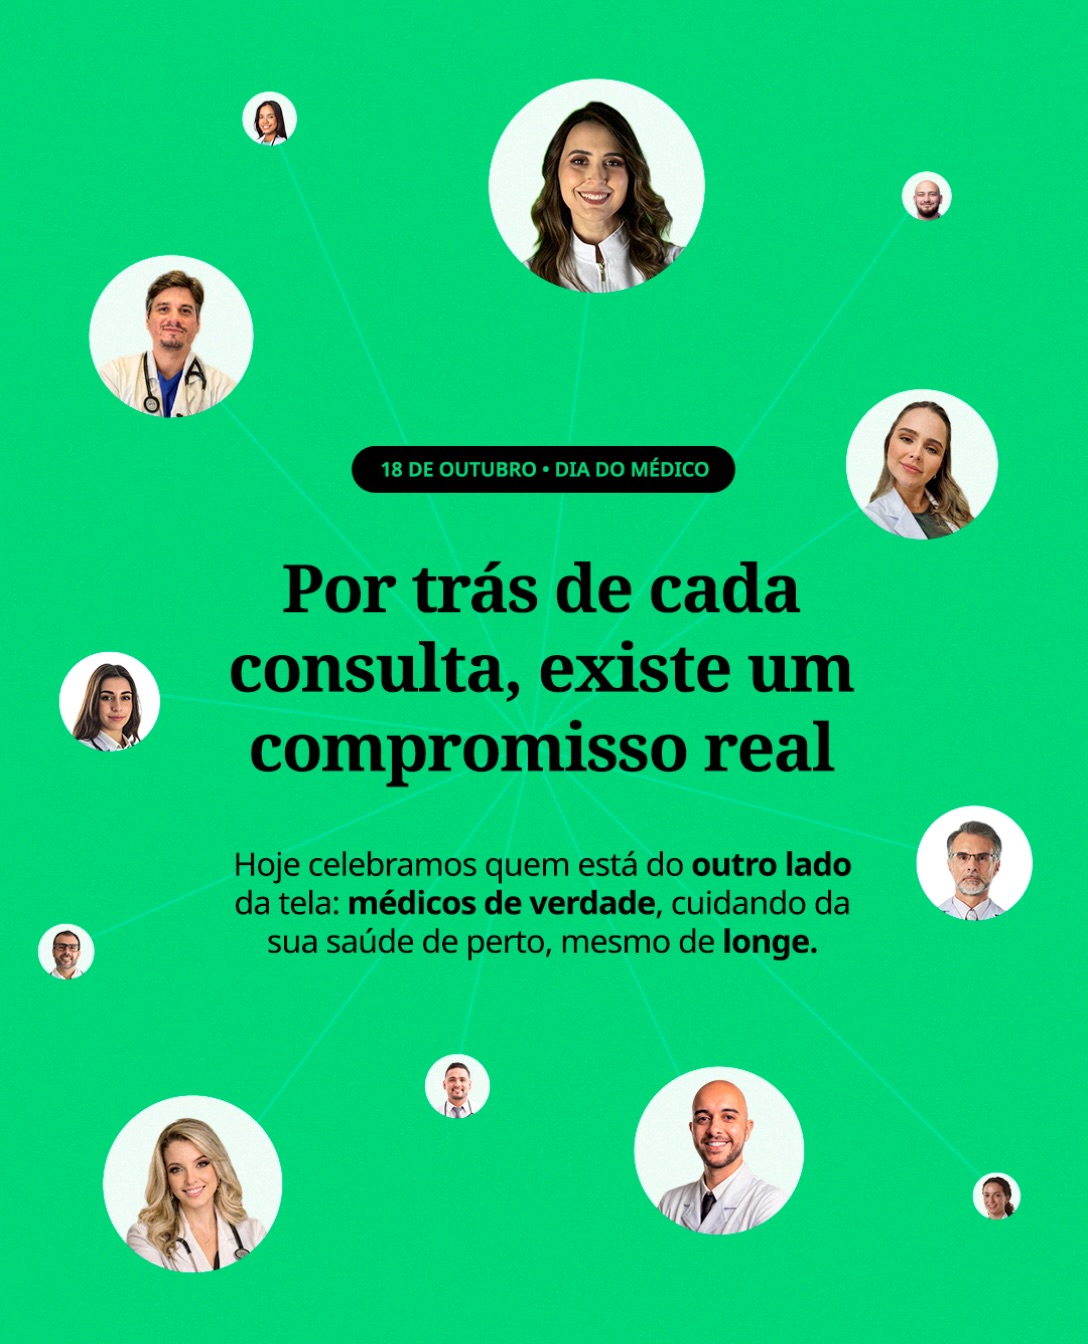 18 DE OUTUBRO • DIA DO MÉDICO
Por trás de cada
consulta, existe um
compromisso real
Hoje celebramos quem está do outro lado
da tela: médicos de verdade, cuidando da
sua saúde de perto, mesmo de longe.